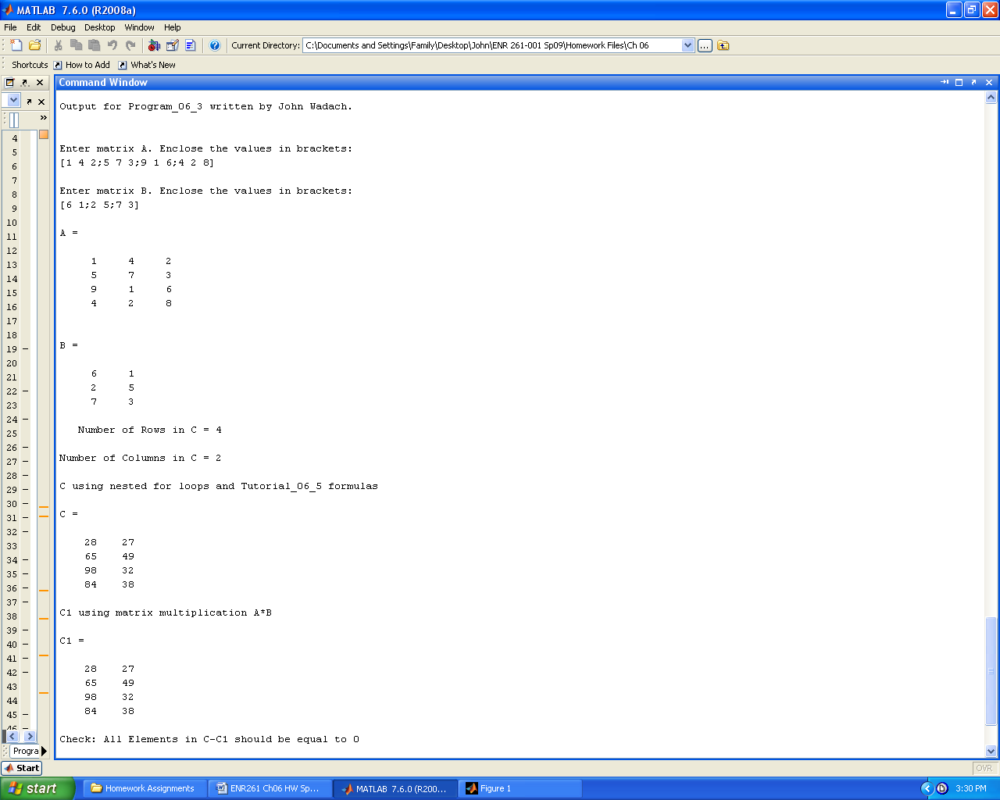 MATLAB 7.6.0 (R2008a)
File Edit Debug Desktop Window Help
Current Directory: C:\Documents and Settings\Family\Desktop\John\ENR 261-001 Sp09\Homework Files\Ch 06 ...
Shortcuts How to Add What's New
Command Window
Output for Program_06_3 written by John Wadach.
Enter matrix A. Enclose the values in brackets:
[1 4 2;5 7 3;9 1 6;4 2 8]
Enter matrix B. Enclose the values in brackets:
[6 1;2 5;7 3]
A =
1 4 2
5 7 3
9 1 6
4 2 8
B =
6 1
2 5
7 3
Number of Rows in C = 4
Number of Columns in C = 2
C using nested for loops and Tutorial_06_5 formulas
C =
28 27
65 49
98 32
84 38
C1 using matrix multiplication A*B
C1 =
28 27
65 49
98 32
84 38
Check: All Elements in C-C1 should be equal to 0
»
4
5
6
7
8
9
10
11
12
13
14
15
16
17
18
19 –
20
21
22 –
23
24 –
25
26 –
27 –
28 –
29 –
30 –
31 –
32 –
33
34 –
35 –
36 –
37 –
38
39 –
40 –
41 –
42 –
43
44
45 –
46 –
Progra
Start
OVR
start Homework Assignments ENR261 Ch06 HW Sp... MATLAB 7.6.0 (R200... Figure 1 3:30 PM